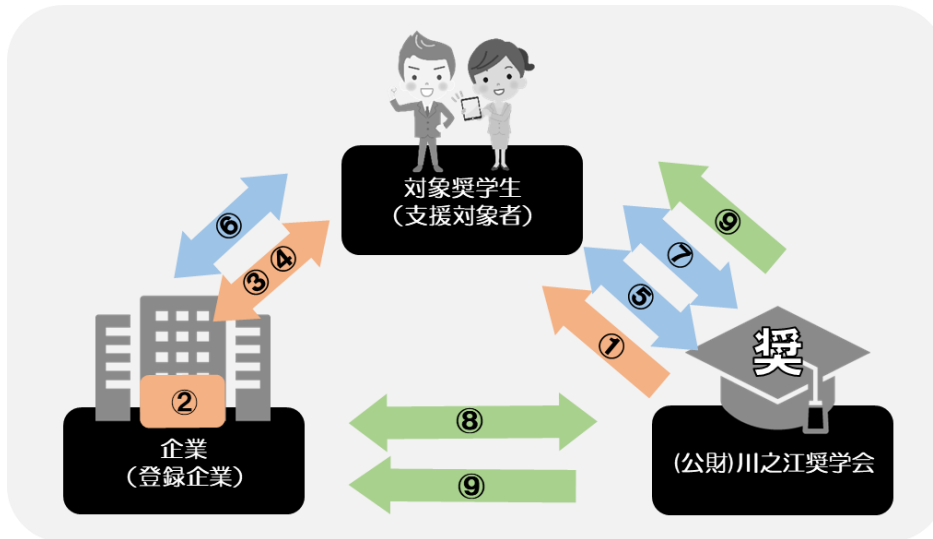 対象奨学生
（支援対象者）
⑥
③④
⑨
⑦
⑤
①
奨
②
企業
（登録企業）
⑧
⑨
(公財)川之江奨学会